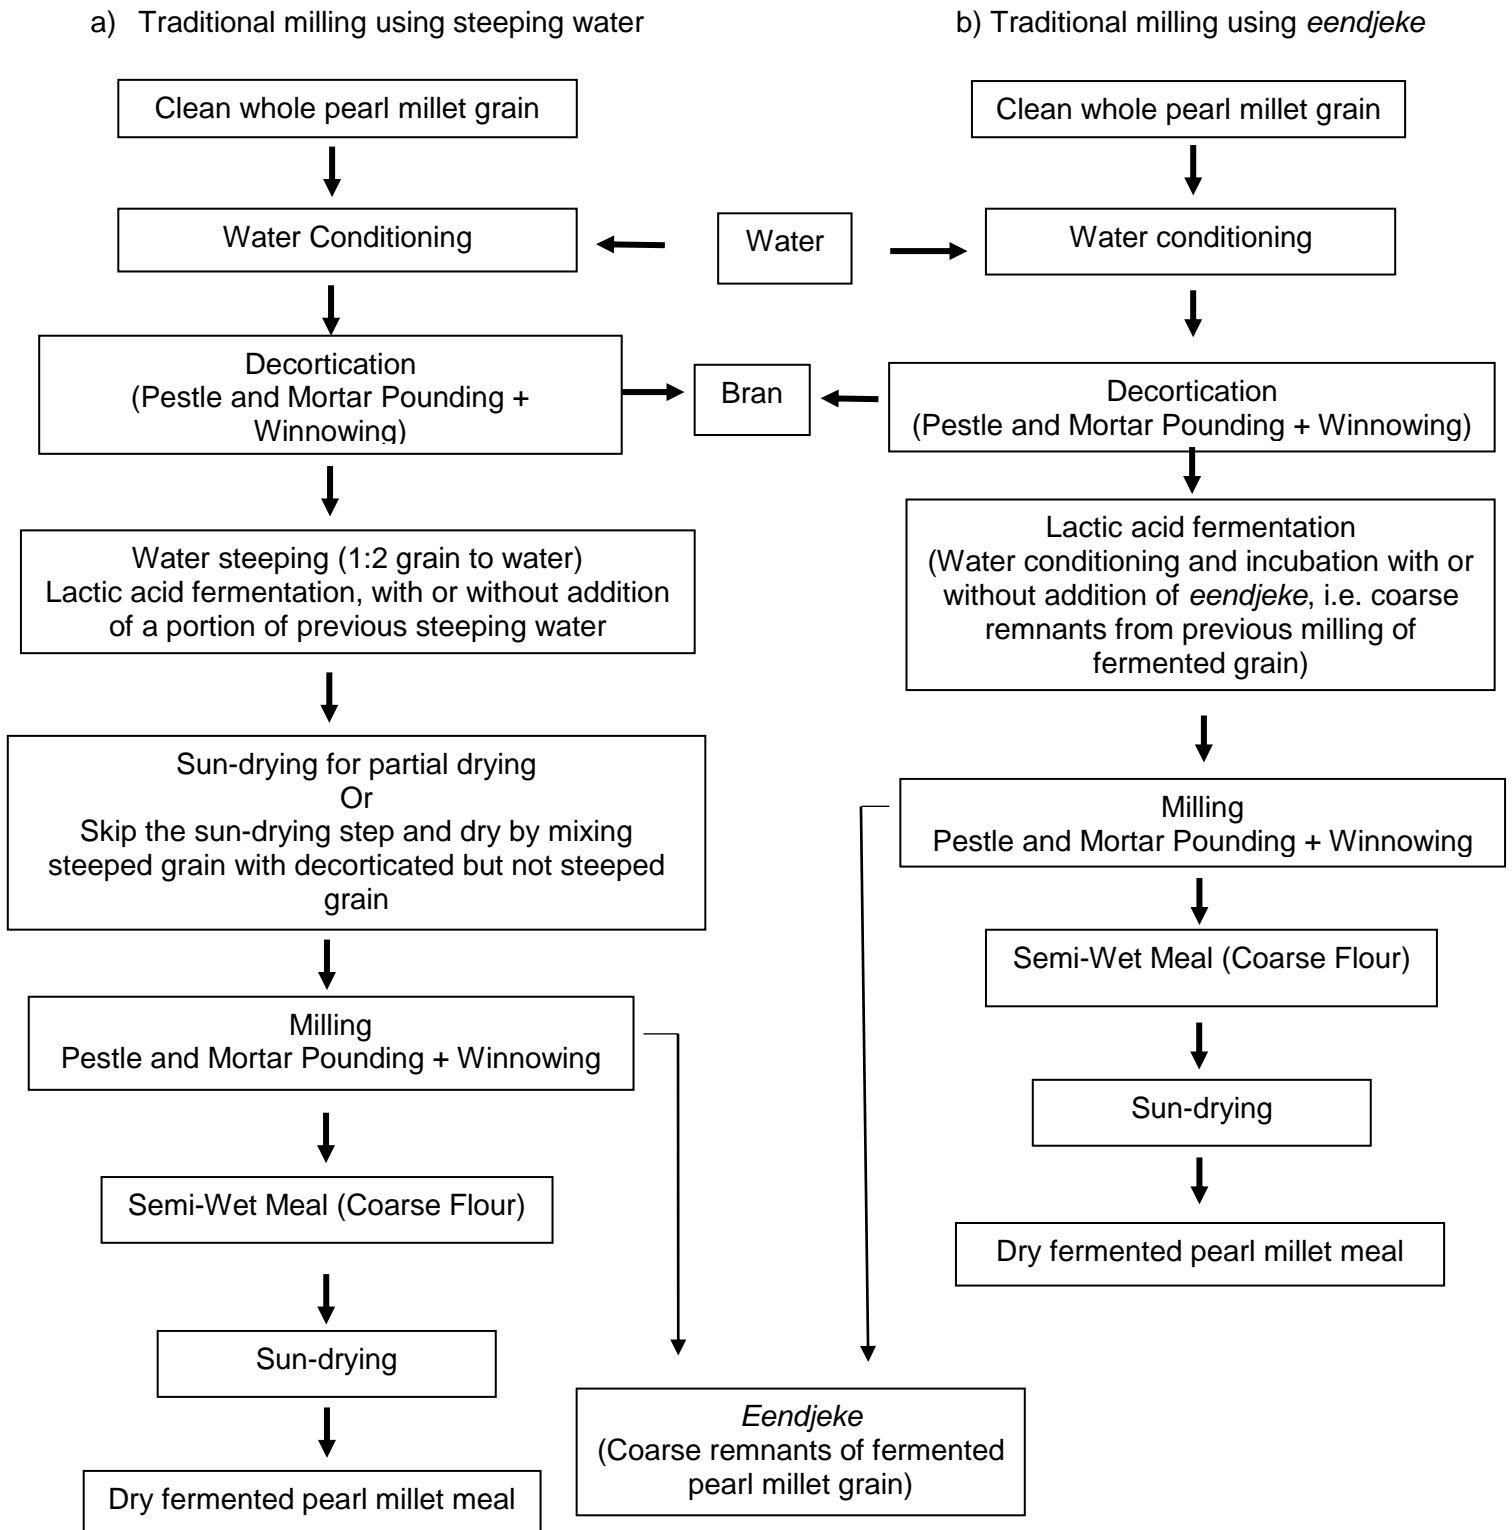 a) Traditional milling using steeping water
Clean whole pearl millet grain
Water Conditioning
Decortication
(Pestle and Mortar Pounding +
Winnowing)
Water steeping (1:2 grain to water)
Lactic acid fermentation, with or without addition
of a portion of previous steeping water
Sun-drying for partial drying
Or
Skip the sun-drying step and dry by mixing
steeped grain with decorticated but not steeped
grain
Milling
Pestle and Mortar Pounding + Winnowing
Semi-Wet Meal (Coarse Flour)
Sun-drying
Dry fermented pearl millet meal
Water
Bran
Eendjeke
(Coarse remnants of fermented
pearl millet grain)
b) Traditional milling using eendjeke
Clean whole pearl millet grain
Water conditioning
Decortication
(Pestle and Mortar Pounding + Winnowing)
Lactic acid fermentation
(Water conditioning and incubation with or
without addition of eendjeke, i.e. coarse
remnants from previous milling of
fermented grain)
Milling
Pestle and Mortar Pounding + Winnowing
Semi-Wet Meal (Coarse Flour)
Sun-drying
Dry fermented pearl millet meal